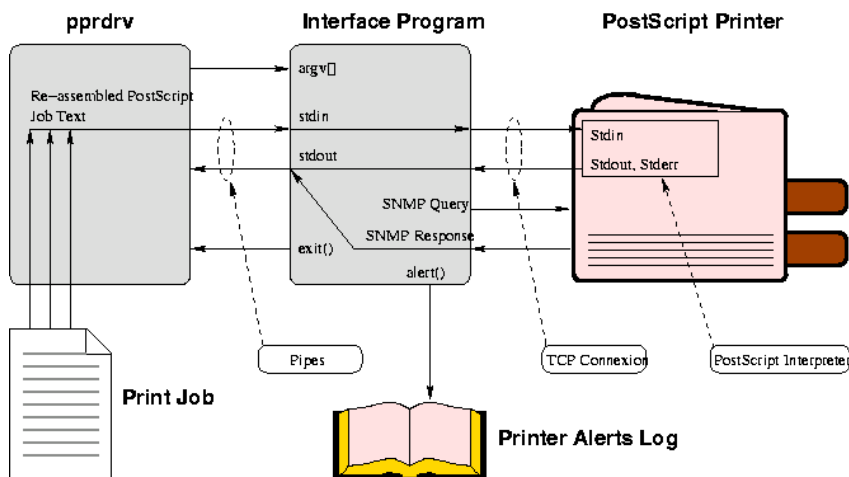 pprdrv
Interface Program
PostScript Printer
argv[]
Re-assembled PostScript
Job Text
stdin
Stdin
stdout
Stdout, Stderr
SNMP Query
SNMP Response
exit()
alert()
Pipes
TCP Connexion
PostScript Interpreter
Print Job
Printer Alerts Log